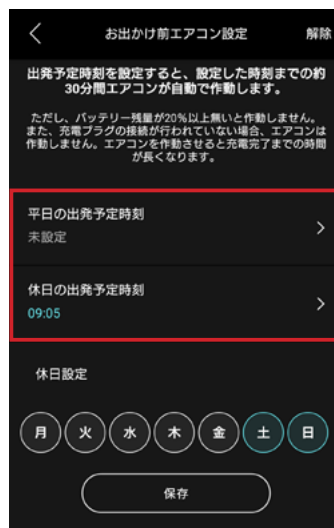 お出かけ前エアコン設定 解除
出発予定時刻を設定すると、設定した時刻までの約
30分間エアコンが自動で作動します。
ただし、バッテリー残量が20%以上無いと作動しません。
また、充電プラグの接続が行われていない場合、エアコンは
作動しません。エアコンを作動させると充電完了までの時間
が長くなります。
平日の出発予定時刻
未設定
休日の出発予定時刻
09:05
休日設定
月 火 水 木 金 土 日
保存